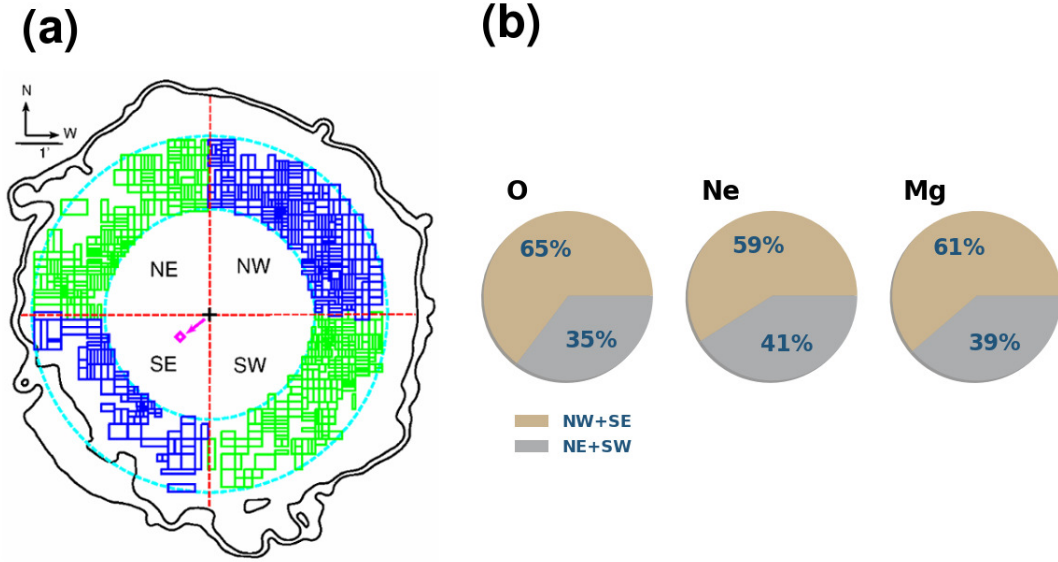 (a)
N
W
1'
NE
NW
SE
SW
(b)
O
Ne
Mg
65%
35%
59%
41%
61%
39%
NW+SE
NE+SW